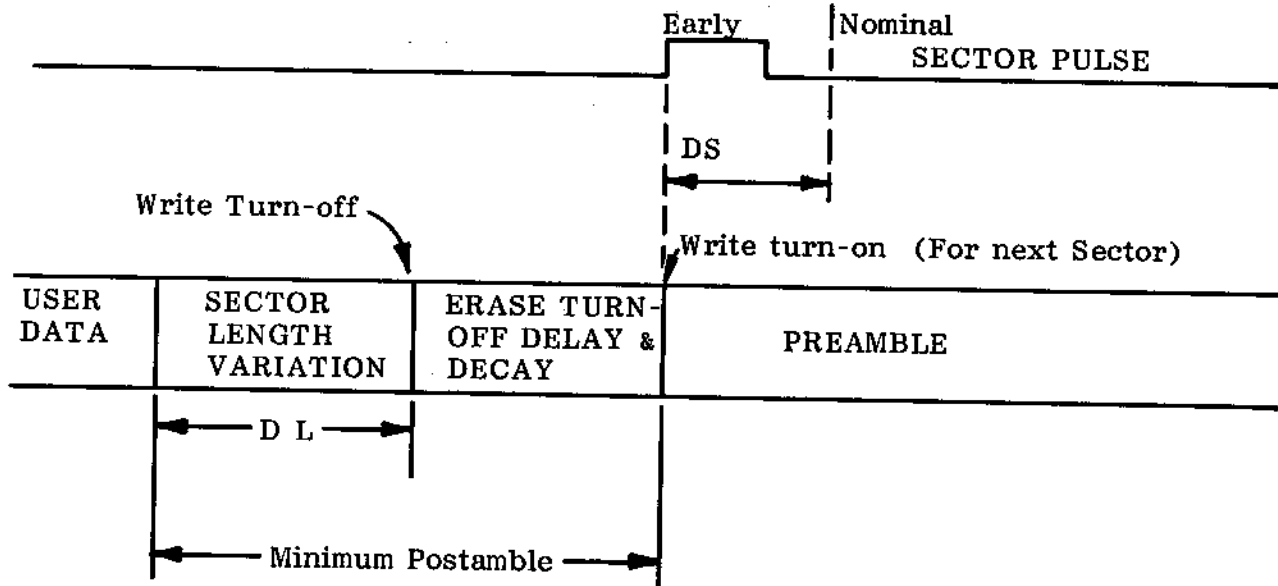 Early
Nominal
SECTOR PULSE
DS
Write Turn-off
Write turn-on (For next Sector)
USER
DATA
SECTOR
LENGTH
VARIATION
ERASE TURN-
OFF DELAY &
DECAY
PREAMBLE
D L
Minimum Postamble